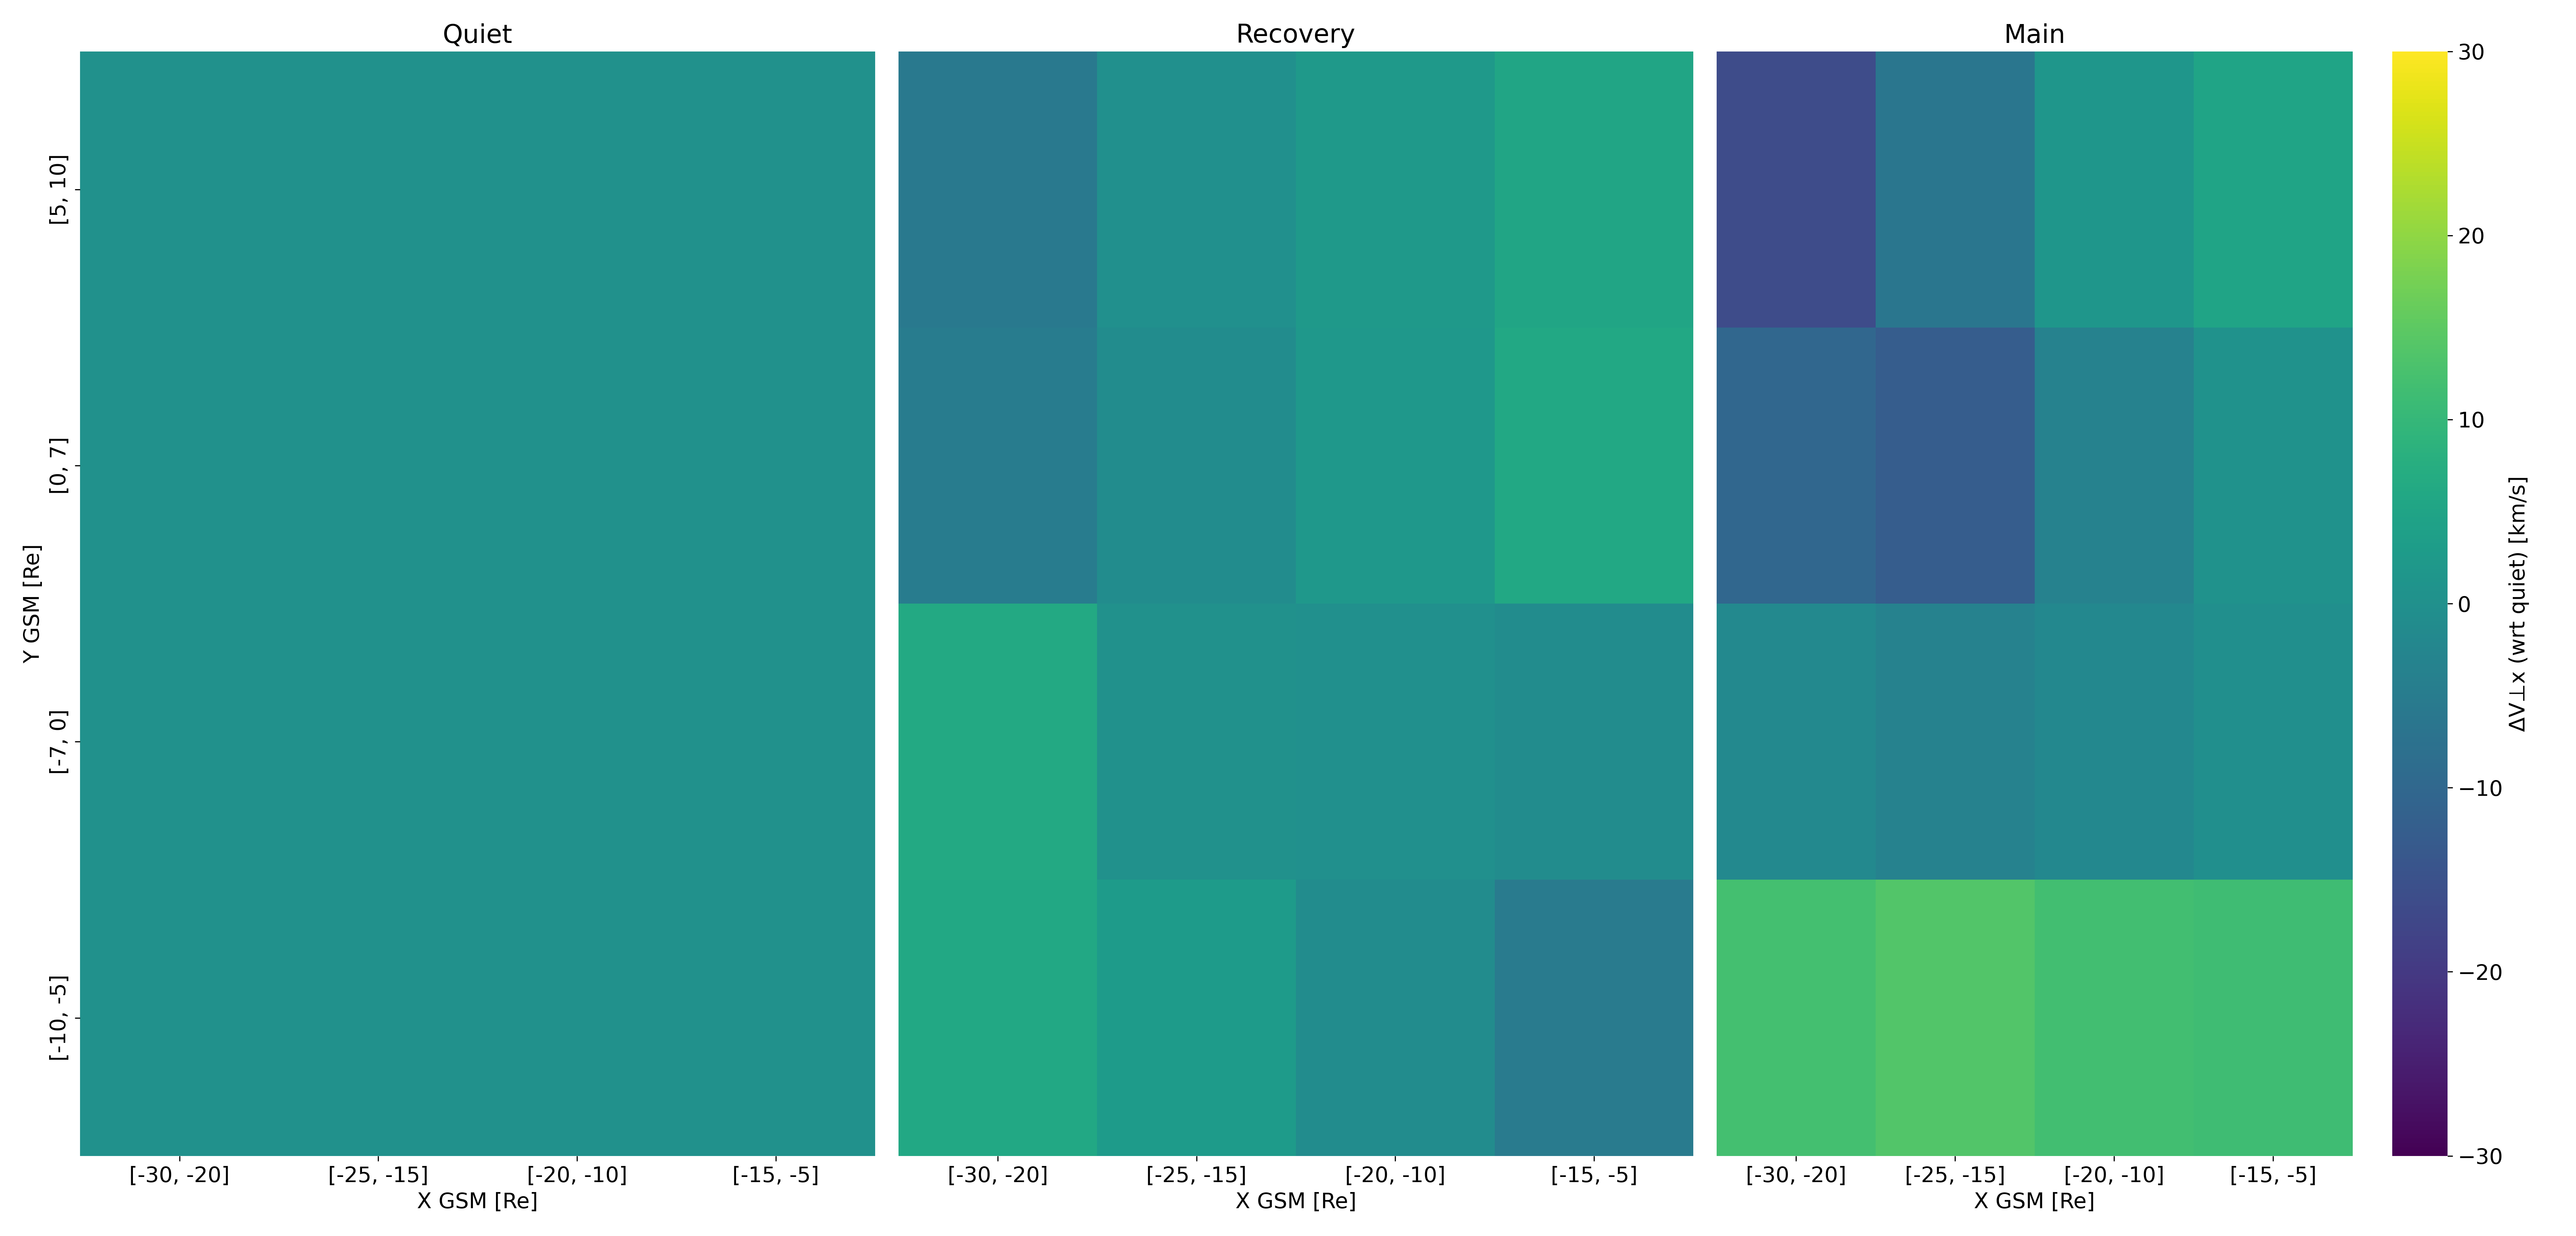 Quiet
Recovery
Main
Y GSM [Re]
[5, 10]
[0, 7]
[-7, 0]
[-10, -5]
[-30, -20] [-25, -15] [-20, -10] [-15, -5]
X GSM [Re]
[-30, -20] [-25, -15] [-20, -10] [-15, -5]
X GSM [Re]
[-30, -20] [-25, -15] [-20, -10] [-15, -5]
X GSM [Re]
30
20
10
0
−10
−20
−30
ΔV⊥x (wrt quiet) [km/s]